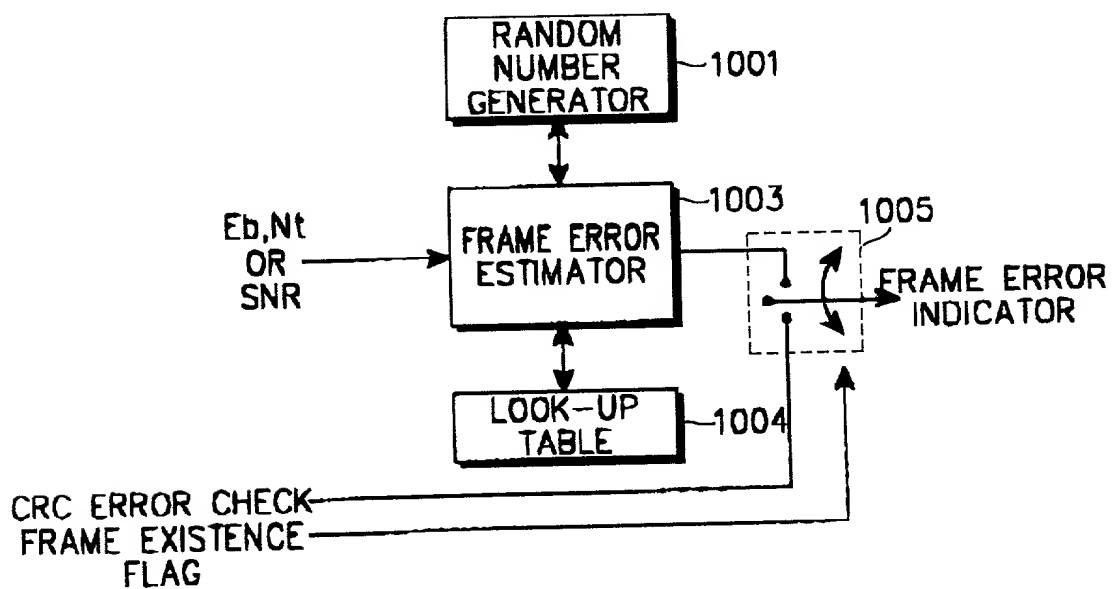 RANDOM
NUMBER
GENERATOR
1001
Eb,Nt
OR
SNR
FRAME ERROR
ESTIMATOR
1003
1005
FRAME ERROR
INDICATOR
LOOK-UP
TABLE
1004
CRC ERROR CHECK
FRAME EXISTENCE
FLAG